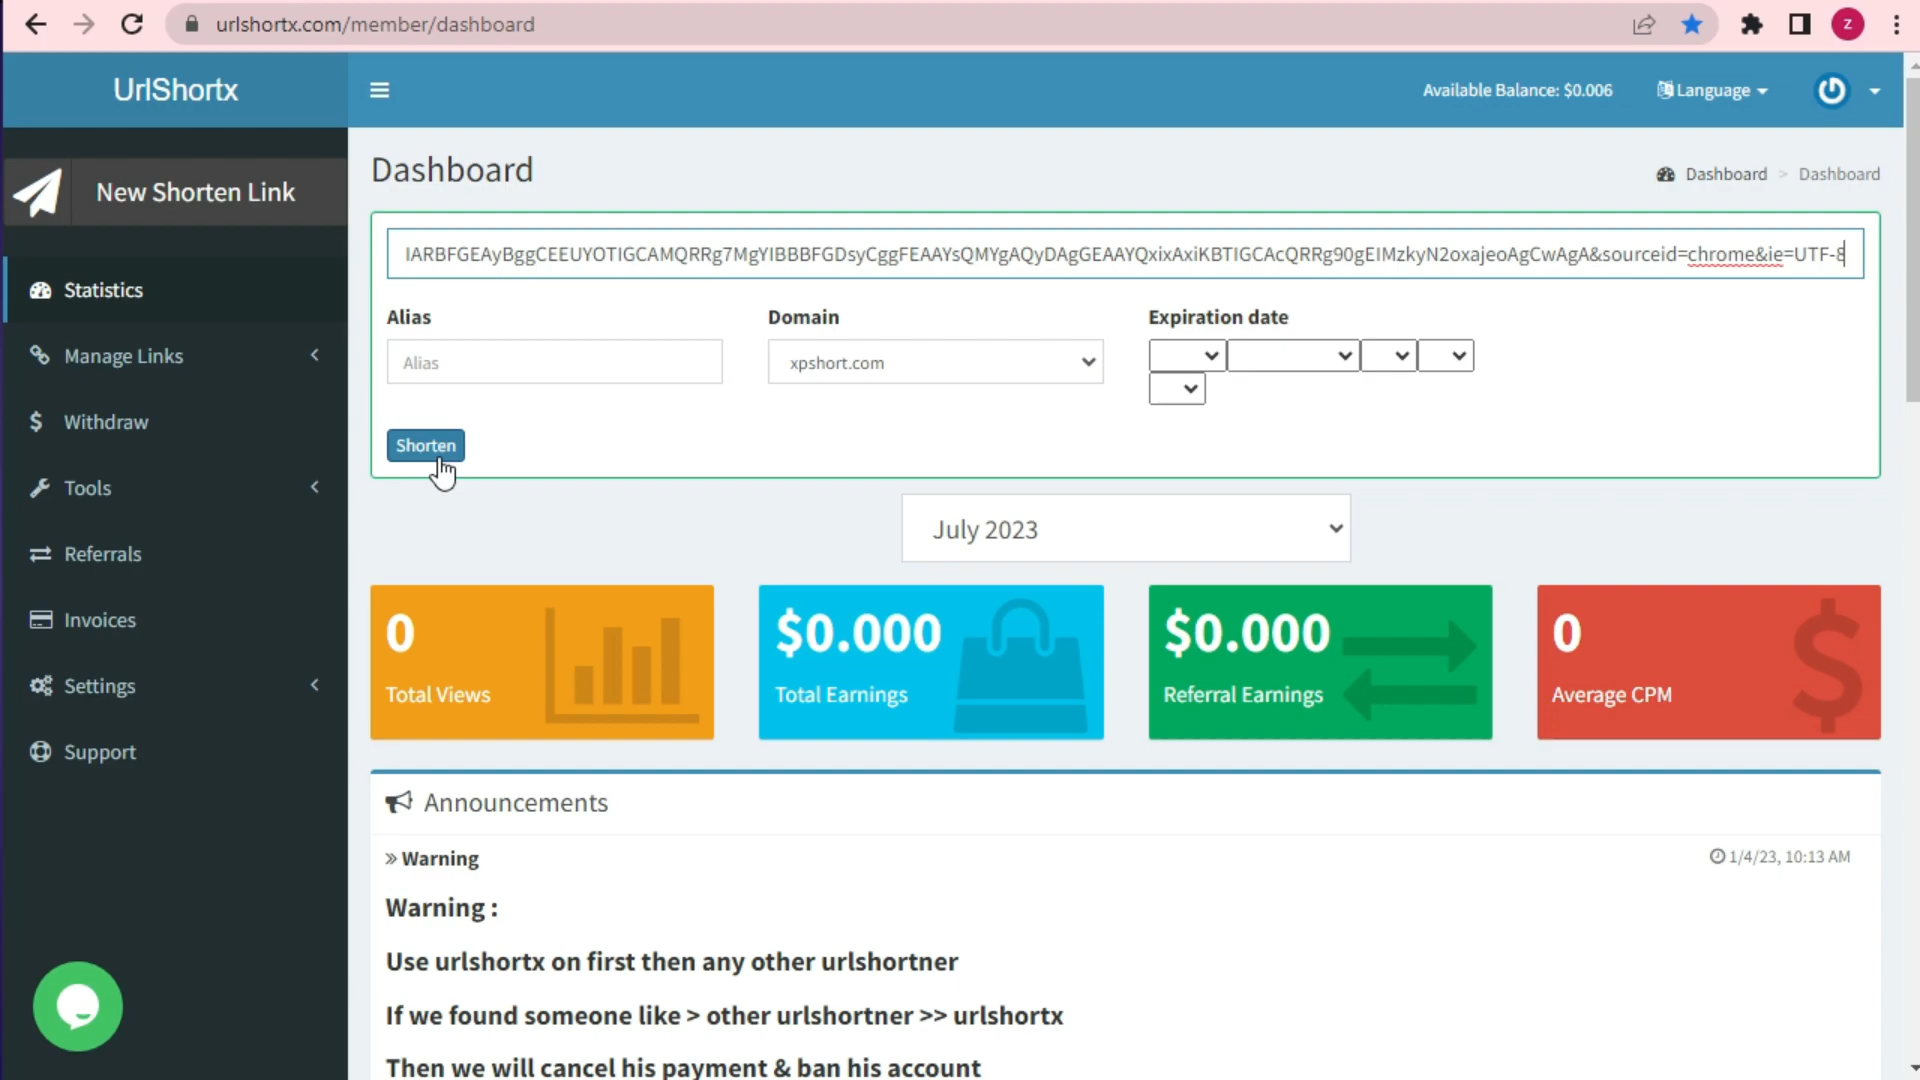 urlshortx.com/member/dashboard
z
UrlShortx
Available Balance: $0.006
Language
New Shorten Link
Dashboard
Dashboard > Dashboard
IARBFGEAyBggCEEUYOTIGCAMQRRg7MgYIBBBFGDsyCggFEAAYsQMYgAQyDAgGEAAYQxixAxiKBTIGCAcQRRg90gEIMzkyN2oxajeoAgCwAgA&sourceid=chrome&ie=UTF-8
Alias
Domain
Expiration date
Alias
xpshort.com
Shorten
Statistics
Manage Links
Withdraw
Tools
Referrals
Invoices
Settings
Support
July 2023
0
Total Views
$0.000
Total Earnings
$0.000
Referral Earnings
0
Average CPM
$
Announcements
» Warning
1/4/23, 10:13 AM
Warning :
Use urlshortx on first then any other urlshortner
If we found someone like > other urlshortner >> urlshortx
Then we will cancel his payment & ban his account